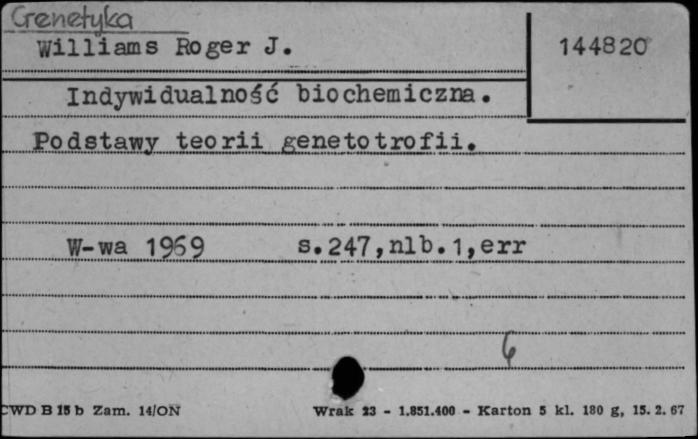 Genetyka
Williams Roger J.
144820
Indywidualność biochemiczna.
Podstawy teorii genetotrofii.
W-wa 1969 s.247,nlb.1,err
6
CWD B 15 b Zam. 14/ON Wrak 23 - 1.851.400 - Karton 5 kl. 180 g, 15. 2. 67